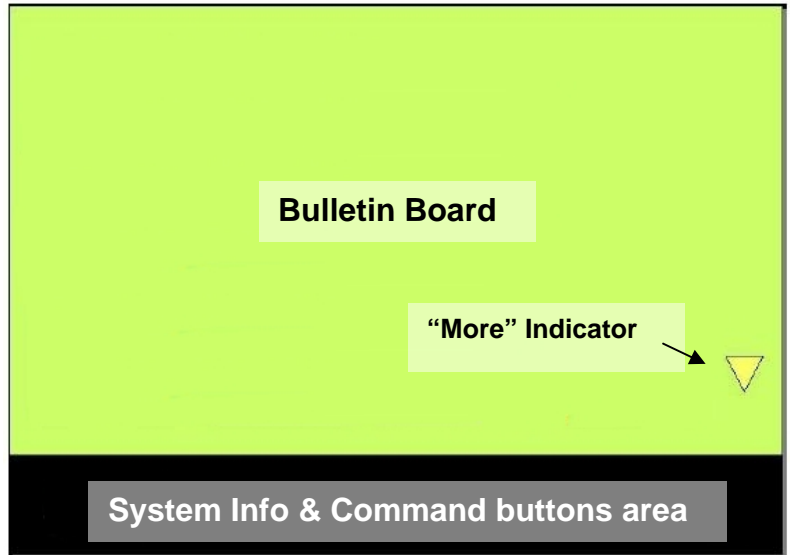 Bulletin Board
“More” Indicator
System Info & Command buttons area